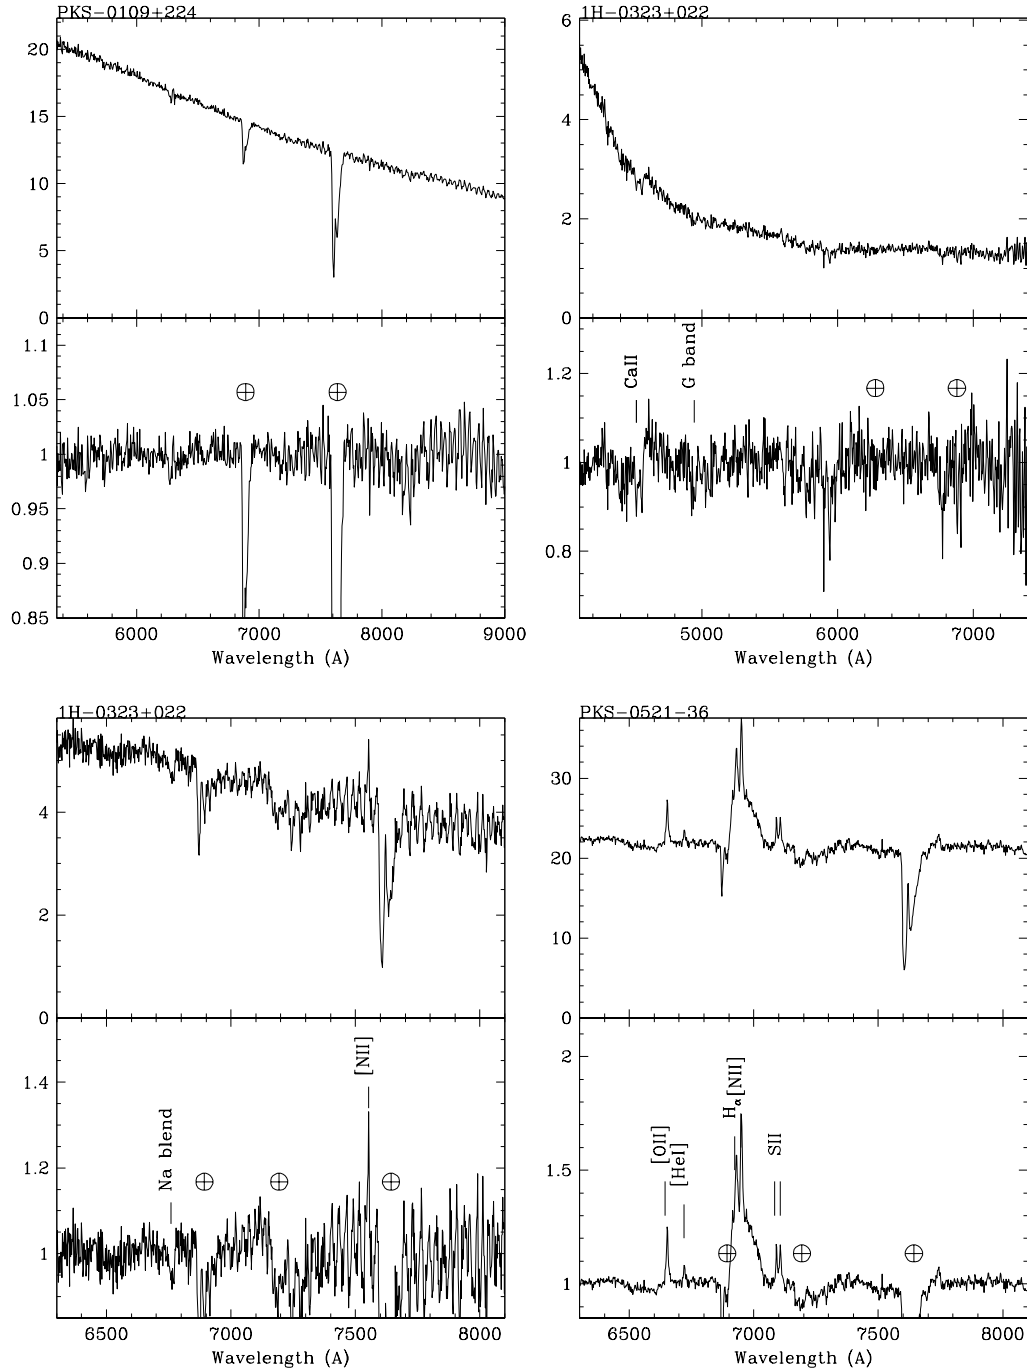 PKS-0109+224
1H-0323+022
20
15
10
5
0
6
4
2
0
1.1
1.05
1
0.95
0.9
0.85
CaII
G band
1.2
1
0.8
6000 7000 8000 9000
Wavelength (A)
5000 6000 7000
Wavelength (A)
1H-0323+022
PKS-0521-36
4
2
0
30
20
10
0
1.4
1.2
1
Na blend
[NII]
2
1.5
1
[OII]
[HeI]
Hα[NII]
SII
6500 7000 7500 8000
Wavelength (A)
6500 7000 7500 8000
Wavelength (A)